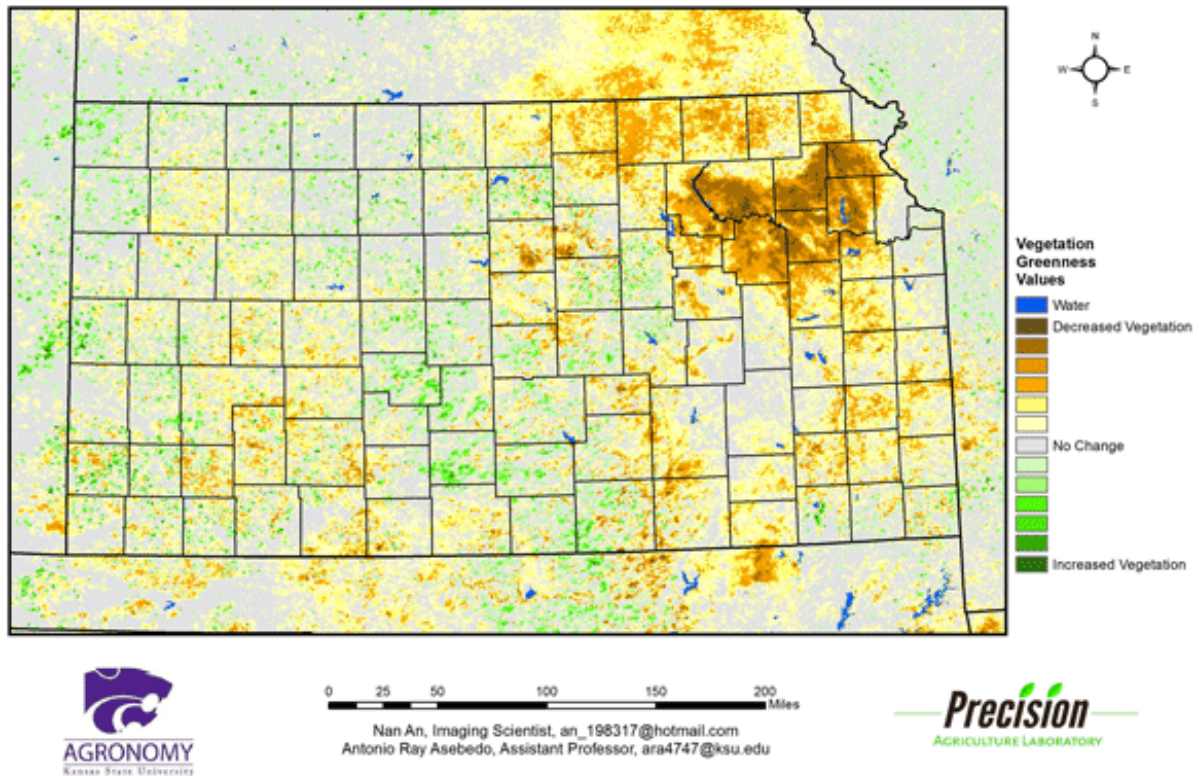 N
W E
S
Vegetation
Greenness
Values
Water
Decreased Vegetation
No Change
Increased Vegetation
0 25 50 100 150 200
Miles
Nan An, Imaging Scientist, an_198317@hotmail.com
Antonio Ray Asebedo, Assistant Professor, ara4747@ksu.edu
AGRONOMY
Kansas State University
Precision
AGRICULTURE LABORATORY